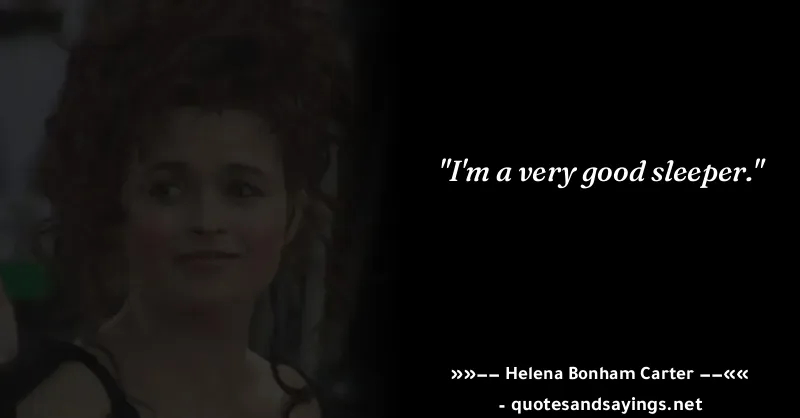 "I'm a very good sleeper."
»»–– Helena Bonham Carter ––««
- quotesandsayings.net